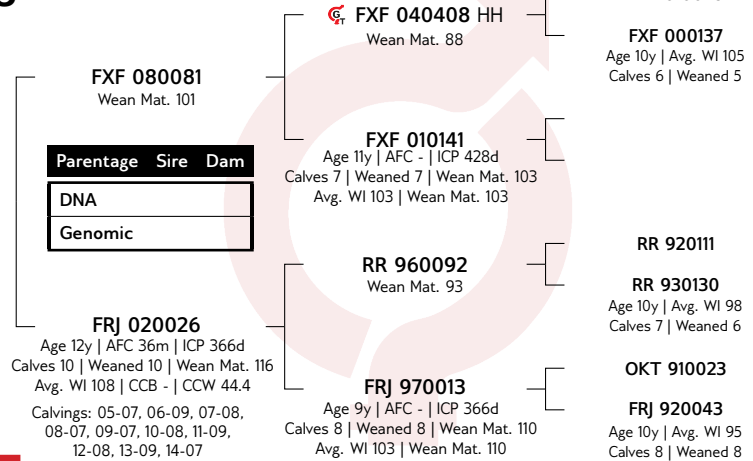 FXF 040408 HH
Wean Mat. 88
FXF 000137
Age 10y | Avg. WI 105
Calves 6 | Weaned 5
FXF 080081
Wean Mat. 101
FXF 010141
Age 11y | AFC - | ICP 428d
Calves 7 | Weaned 7 | Wean Mat. 103
Avg. WI 103 | Wean Mat. 103
Parentage Sire Dam
DNA
Genomic
RR 920111
RR 960092
Wean Mat. 93
RR 930130
Age 10y | Avg. WI 98
Calves 7 | Weaned 6
FRJ 020026
Age 12y | AFC 36m | ICP 366d
Calves 10 | Weaned 10 | Wean Mat. 116
Avg. WI 108 | CCB - | CCW 44.4
Calvings: 05-07, 06-09, 07-08,
08-07, 09-07, 10-08, 11-09,
12-08, 13-09, 14-07
OKT 910023
FRJ 970013
Age 9y | AFC - | ICP 366d
Calves 8 | Weaned 8 | Wean Mat. 110
Avg. WI 103 | Wean Mat. 110
FRJ 920043
Age 10y | Avg. WI 95
Calves 8 | Weaned 8